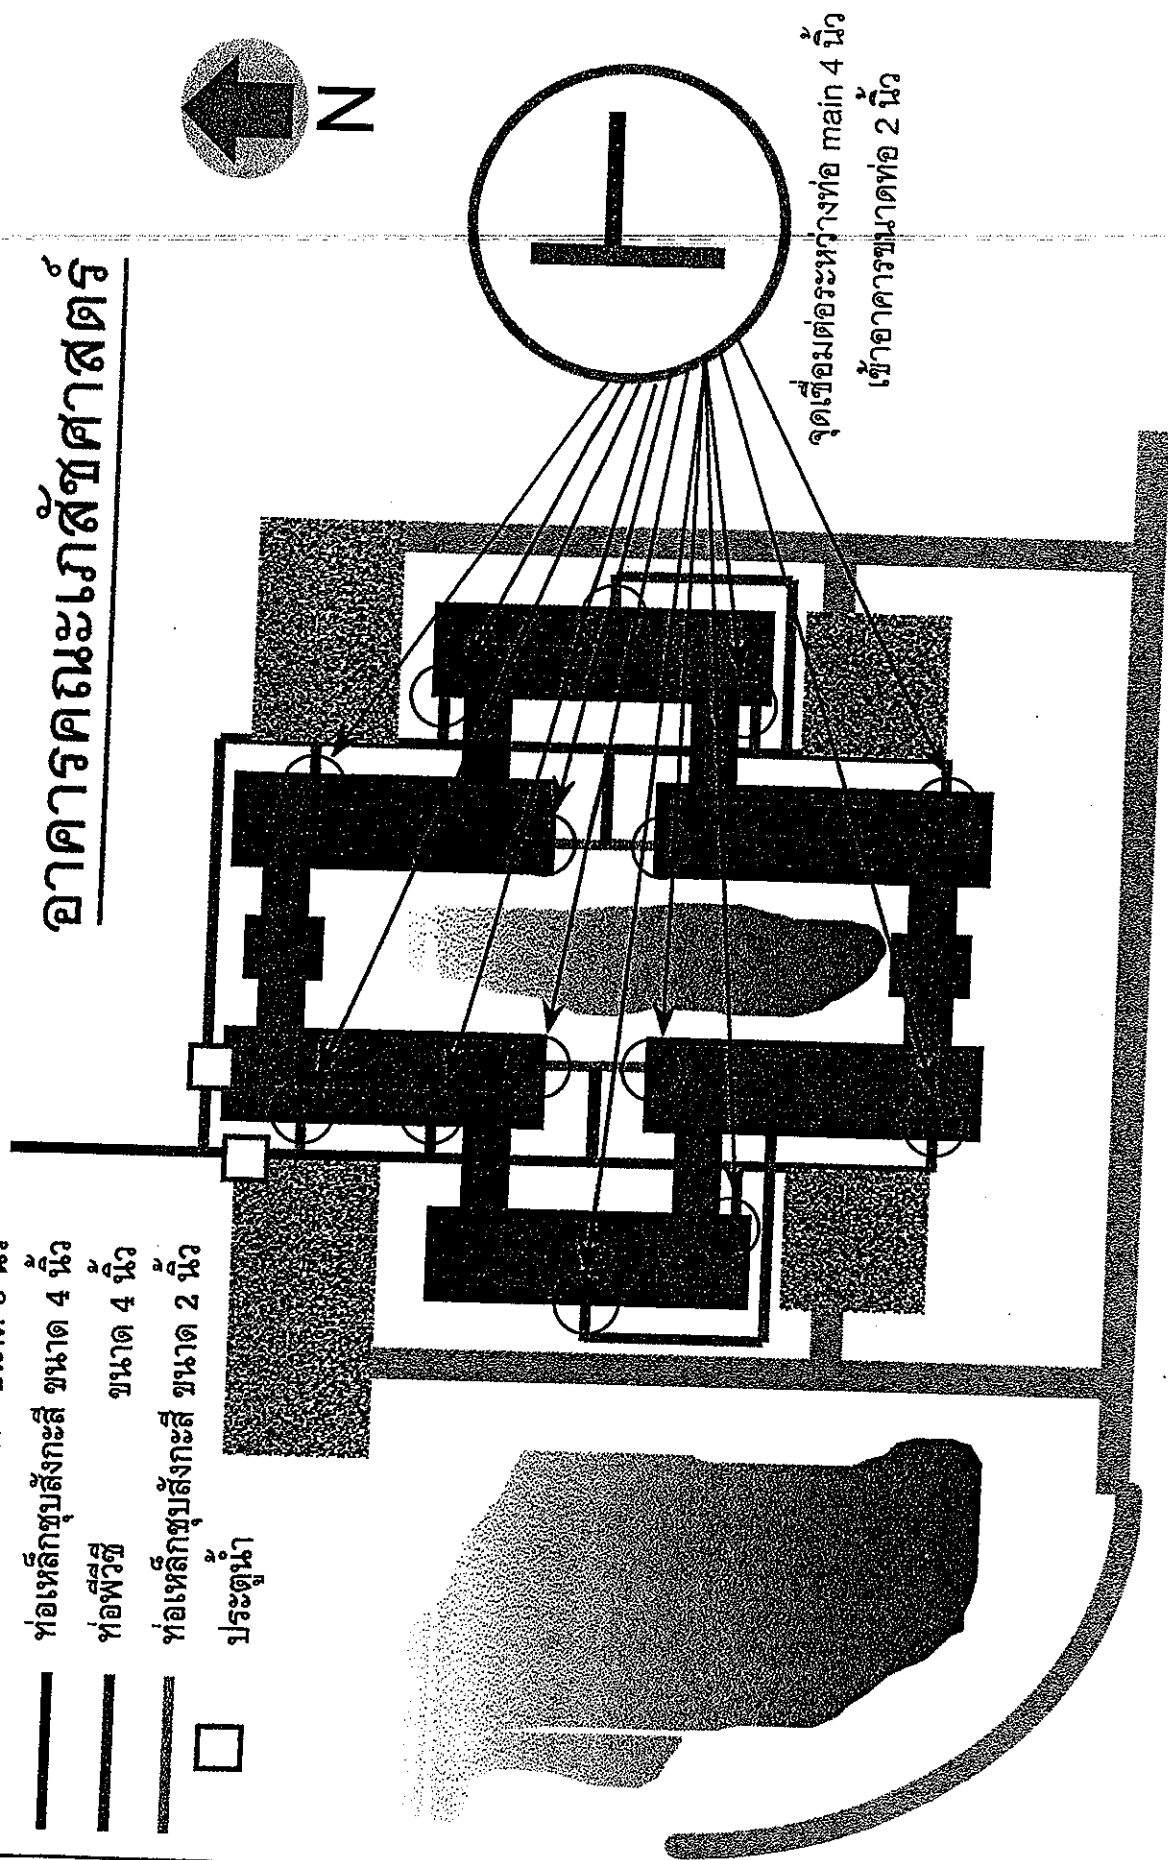 อาคารคณะเภสัชศาสตร์
N
ท่อเหล็กชุบสังกะสี ขนาด 4 นิ้ว
ท่อพีวีซี ขนาด 4 นิ้ว
ท่อเหล็กชุบสังกะสี ขนาด 2 นิ้ว
ประตูน้ำ
จุดเชื่อมต่อระหว่างท่อ main 4 นิ้ว
เข้าอาคารขนาดท่อ 2 นิ้ว